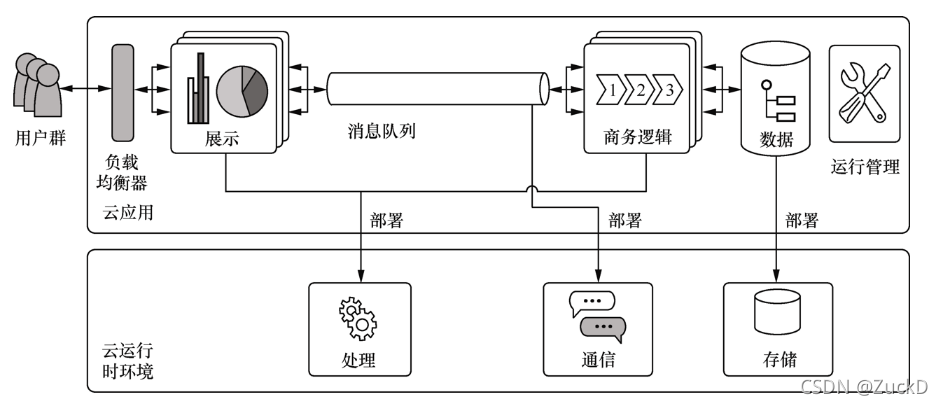 用户群
负载
均衡器
云应用
展示
消息队列
1 2 3
商务逻辑
数据
运行管理
部署
部署
部署
云运行
时环境
处理
通信
存储
CSDN @ZuckD